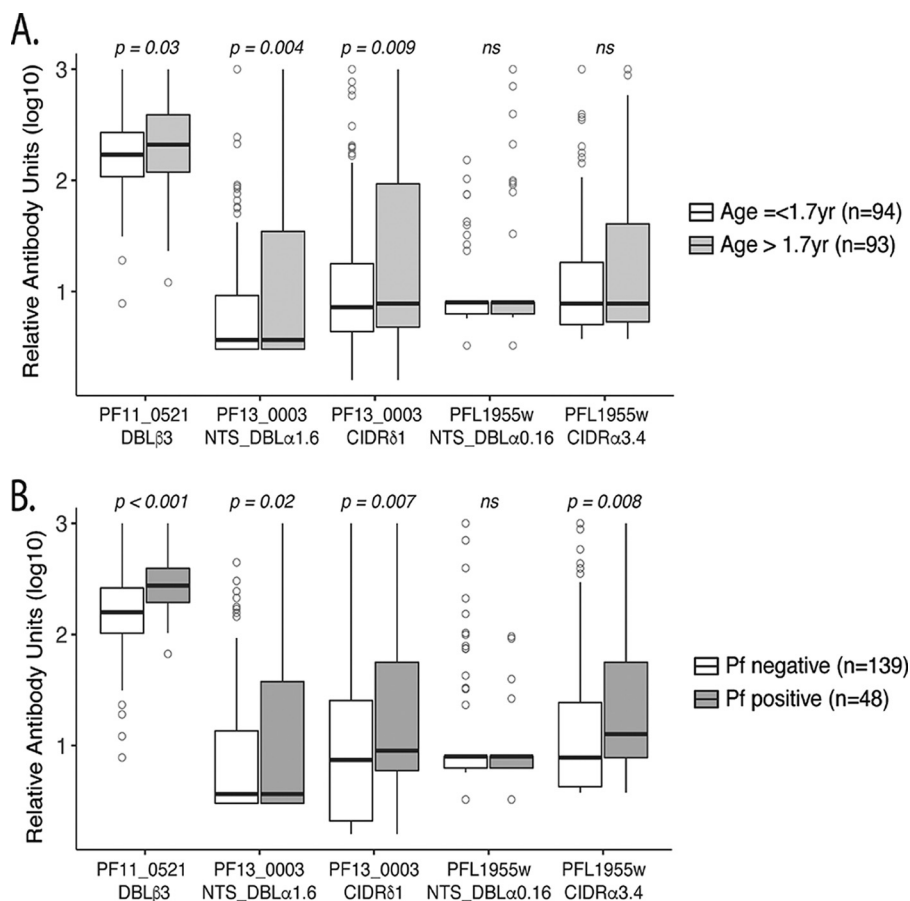 A.
p = 0.03 p = 0.004 p = 0.009 ns ns
Relative Antibody Units (log10)
3
2
1
Age =<1.7yr (n=94)
Age > 1.7yr (n=93)
PF11_0521 PF13_0003 PF13_0003 PFL1955w PFL1955w
DBLβ3 NTS_DBLα1.6 CIDRδ1 NTS_DBLα0.16 CIDRα3.4
B.
p < 0.001 p = 0.02 p = 0.007 ns p = 0.008
Relative Antibody Units (log10)
3
2
1
Pf negative (n=139)
Pf positive (n=48)
PF11_0521 PF13_0003 PF13_0003 PFL1955w PFL1955w
DBLβ3 NTS_DBLα1.6 CIDRδ1 NTS_DBLα0.16 CIDRα3.4